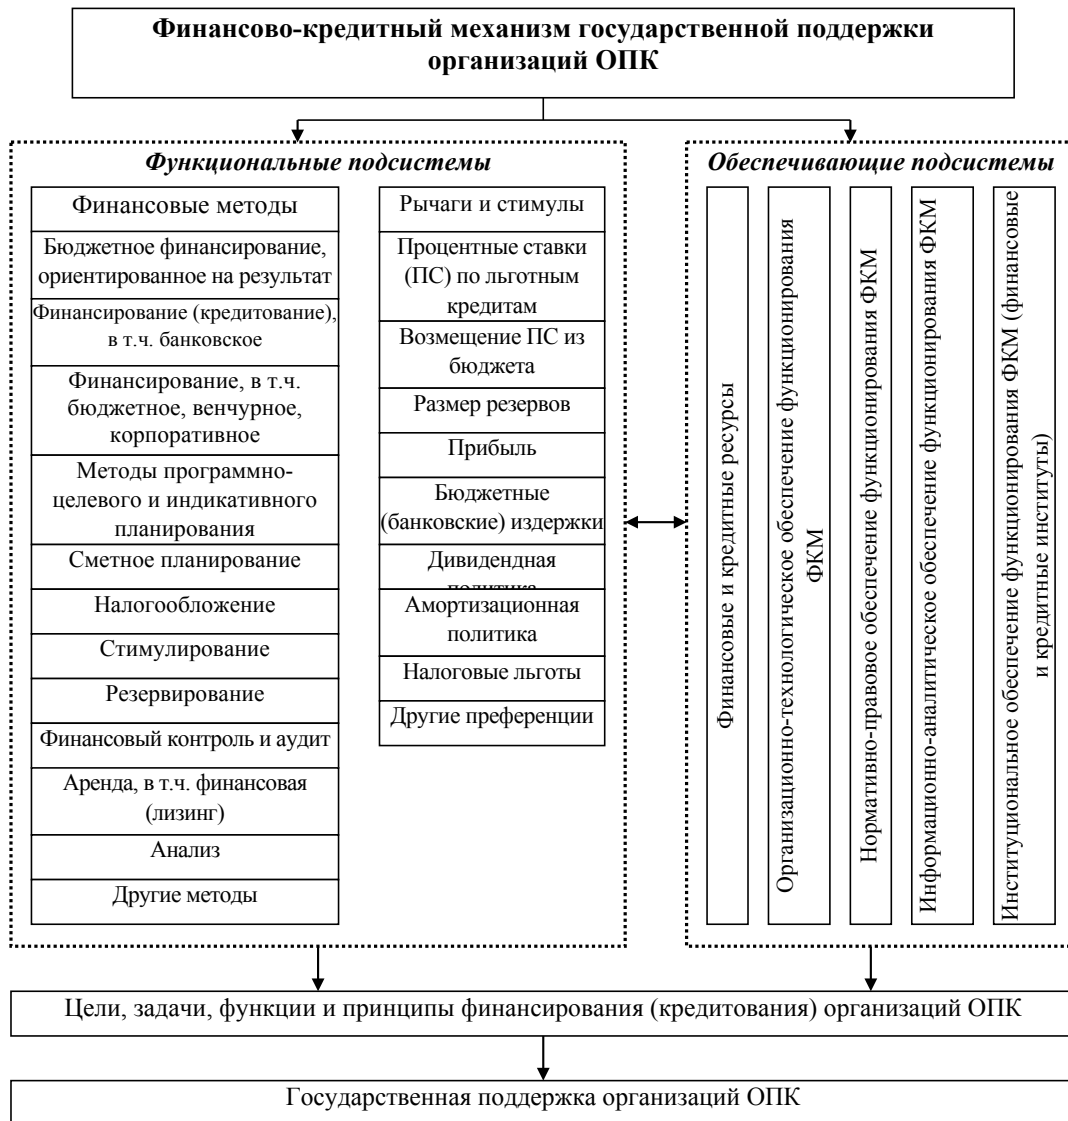 Финансово-кредитный механизм государственной поддержки
организаций ОПК
Функциональные подсистемы
Финансовые методы
Бюджетное финансирование,
ориентированное на результат
Финансирование (кредитование),
в т.ч. банковское
Финансирование, в т.ч.
бюджетное, венчурное,
корпоративное
Методы программно-
целевого и индикативного
планирования
Сметное планирование
Налогообложение
Стимулирование
Резервирование
Финансовый контроль и аудит
Аренда, в т.ч. финансовая
(лизинг)
Анализ
Другие методы
Рычаги и стимулы
Процентные ставки
(ПС) по льготным
кредитам
Возмещение ПС из
бюджета
Размер резервов
Прибыль
Бюджетные
(банковские) издержки
Дивидендная
политика
Амортизационная
политика
Налоговые льготы
Другие преференции
Обеспечивающие подсистемы
Финансовые и кредитные ресурсы
Организационно-технологическое обеспечение функционирования
ФКМ
Нормативно-правовое обеспечение функционирования ФКМ
Информационно-аналитическое обеспечение функционирования ФКМ
Институциональное обеспечение функционирования ФКМ (финансовые
и кредитные институты)
Цели, задачи, функции и принципы финансирования (кредитования) организаций ОПК
Государственная поддержка организаций ОПК